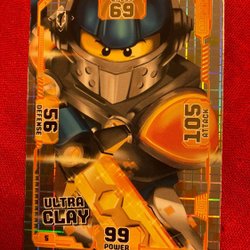 69
56
DEFENSE
105
ATTACK
ULTRA
CLAY
5
99
POWER